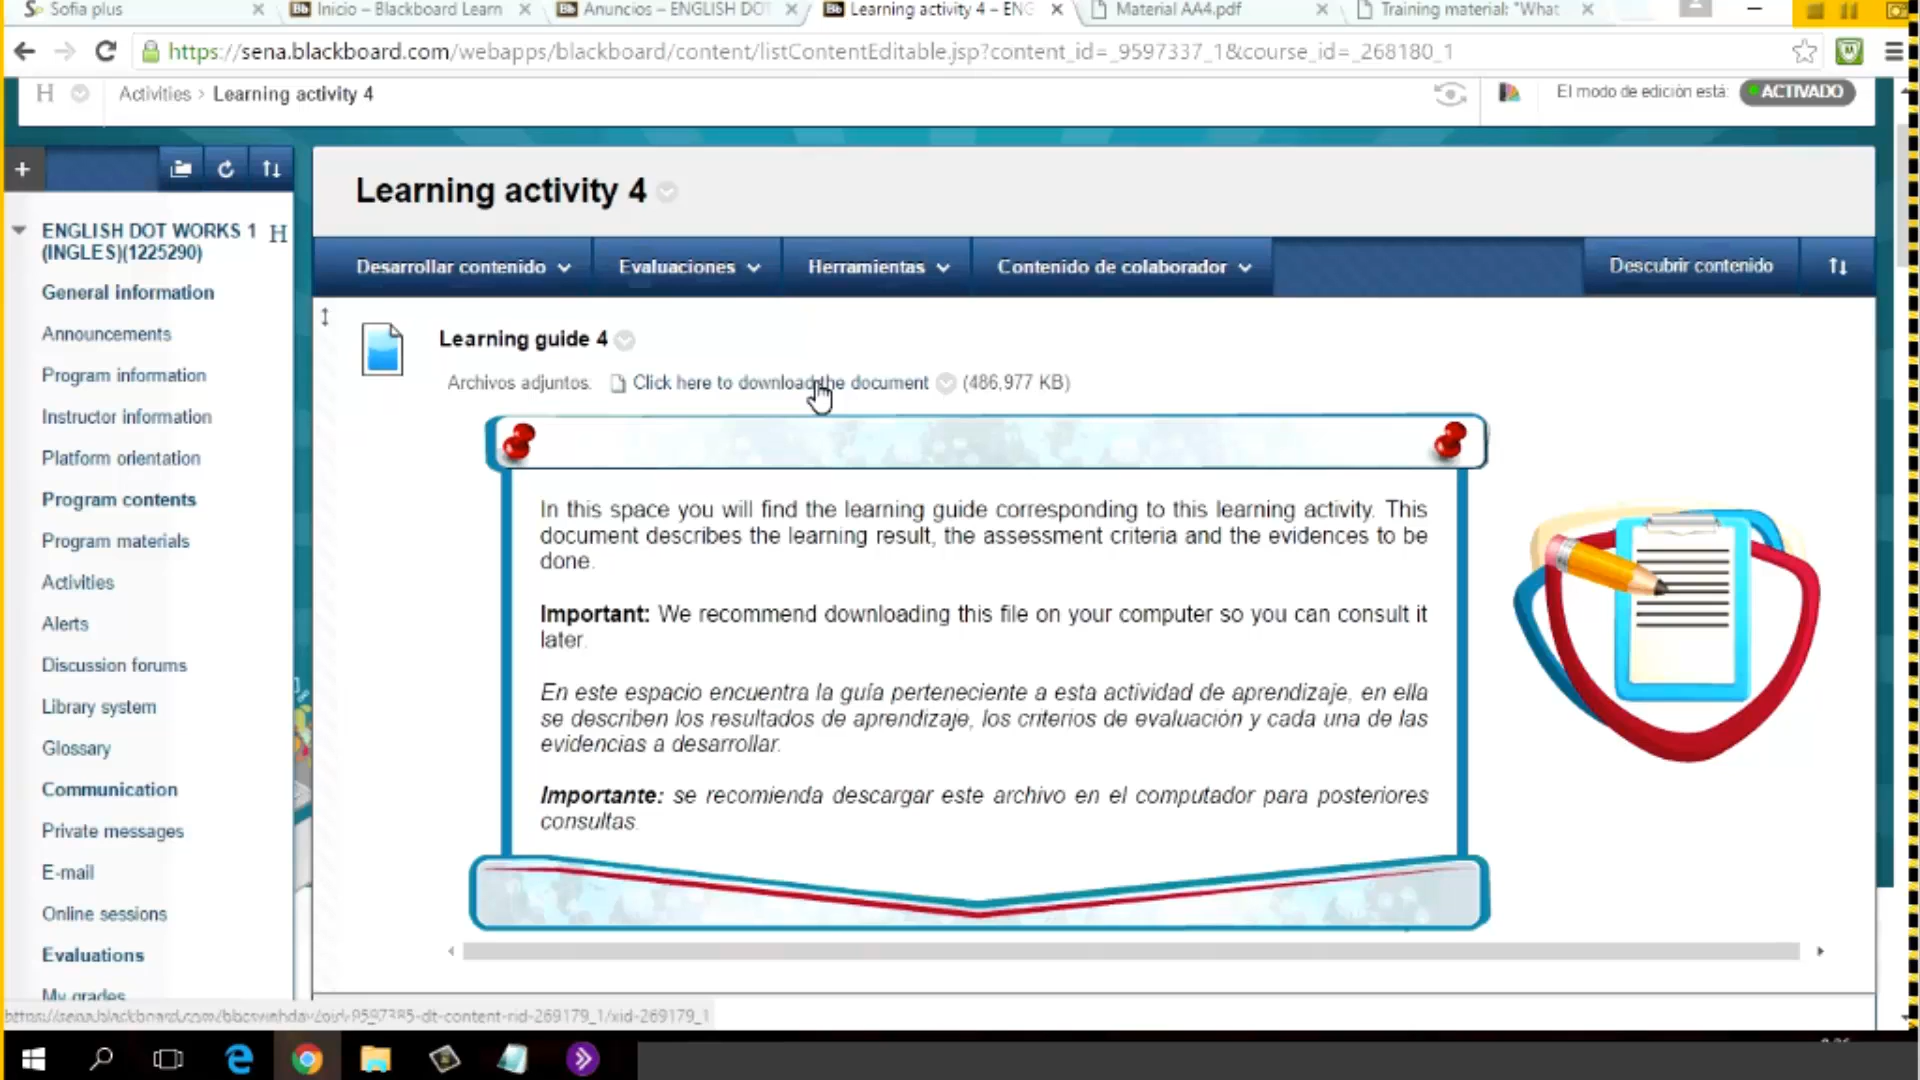 Sofia plus
Inicio – Blackboard Learn
Anuncios – ENGLISH DOT
Learning activity 4 – ENG
Material AA4.pdf
Training material: "What
https://sena.blackboard.com/webapps/blackboard/content/listContentEditable.jsp?content_id=_9597337_1&course_id=_268180_1
H
Activities > Learning activity 4
El modo de edición está:
ACTIVADO
ENGLISH DOT WORKS 1
(INGLES)(1225290)
H
General information
Announcements
Program information
Instructor information
Platform orientation
Program contents
Program materials
Activities
Alerts
Discussion forums
Library system
Glossary
Communication
Private messages
E-mail
Online sessions
Evaluations
My grades
Learning activity 4
Desarrollar contenido
Evaluaciones
Herramientas
Contenido de colaborador
Descubrir contenido
Learning guide 4
Archivos adjuntos: Click here to download the document (486,977 KB)
In this space you will find the learning guide corresponding to this learning activity. This
document describes the learning result, the assessment criteria and the evidences to be
done.
Important: We recommend downloading this file on your computer so you can consult it
later.
En este espacio encuentra la guía perteneciente a esta actividad de aprendizaje, en ella
se describen los resultados de aprendizaje, los criterios de evaluación y cada una de las
evidencias a desarrollar.
Importante: se recomienda descargar este archivo en el computador para posteriores
consultas.